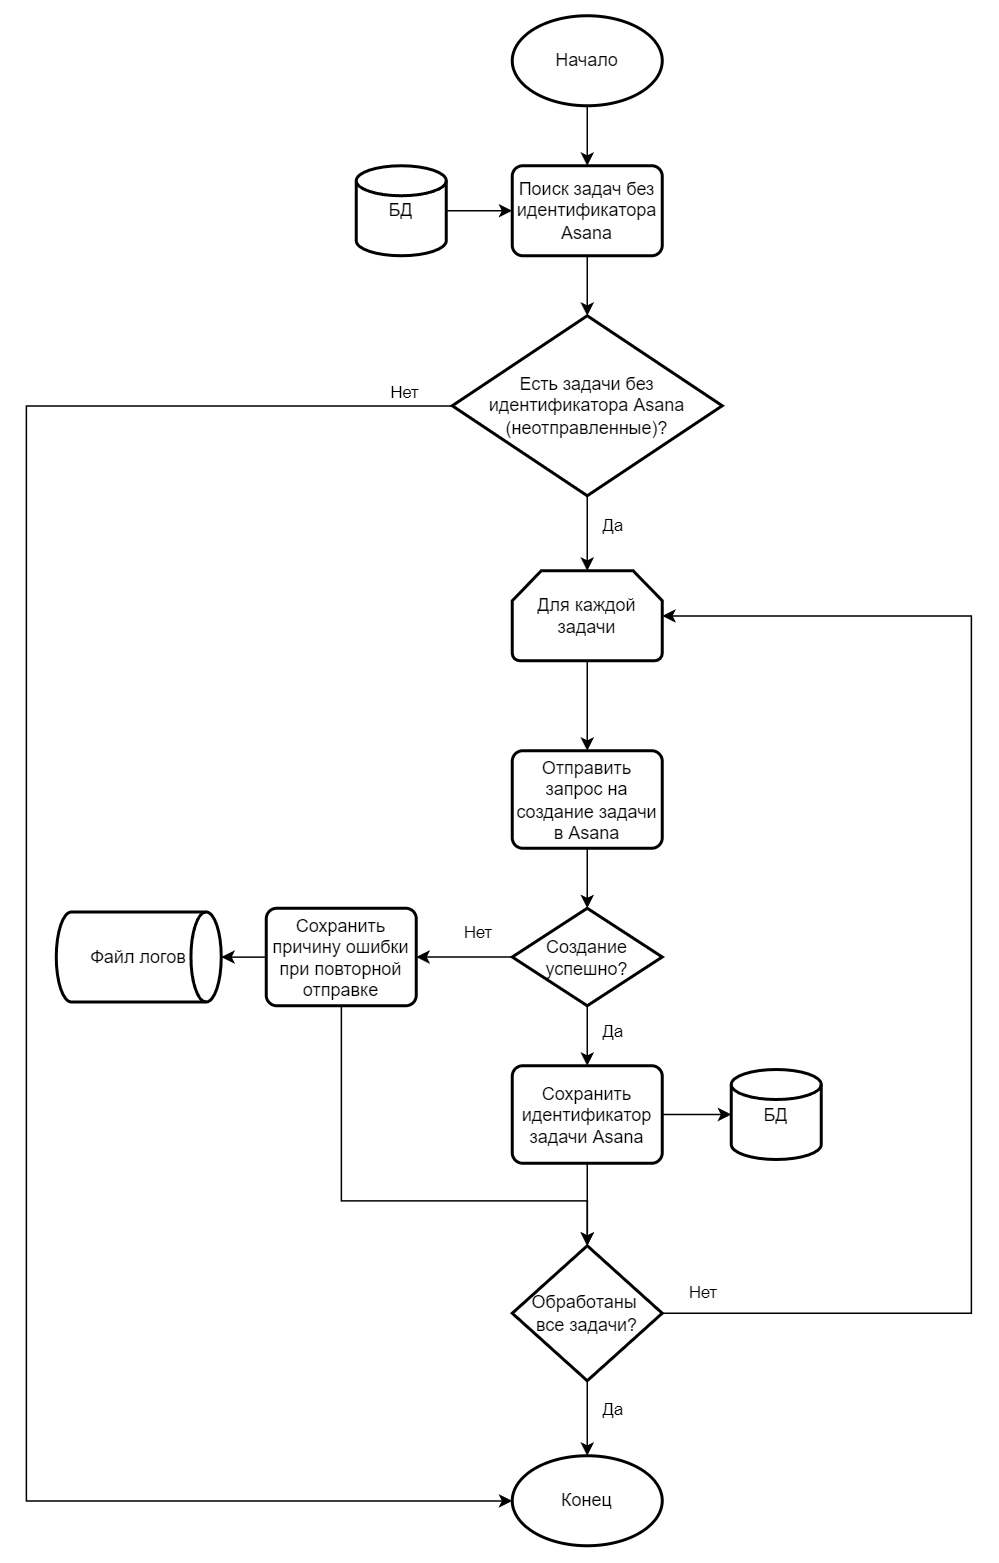 Начало
БД
Поиск задач без
идентификатора
Asana
Есть задачи без
идентификатора Asana
(неотправленные)?
Нет
Да
Для каждой
задачи
Отправить
запрос на
создание задачи
в Asana
Создание
успешно?
Нет
Сохранить
причину ошибки
при повторной
отправке
Файл логов
Да
Сохранить
идентификатор
задачи Asana
БД
Обработаны
все задачи?
Нет
Да
Конец